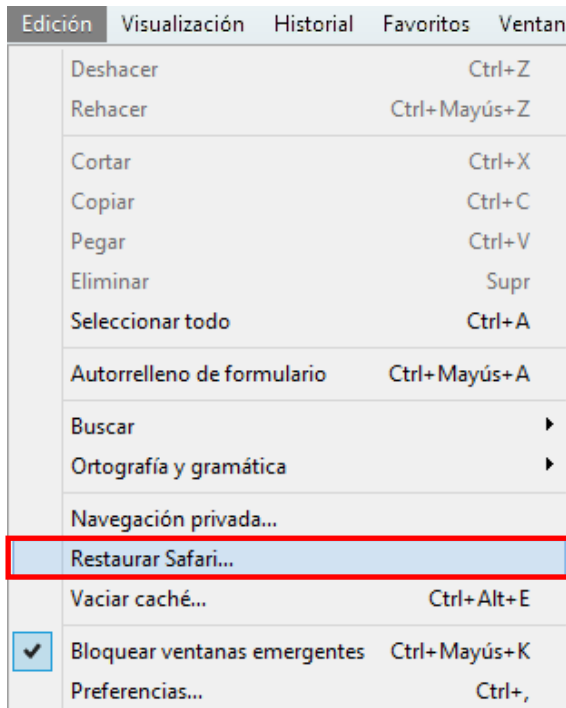 Edición Visualización Historial Favoritos Ventan
Deshacer Ctrl+Z
Rehacer Ctrl+Mayús+Z
Cortar Ctrl+X
Copiar Ctrl+C
Pegar Ctrl+V
Eliminar Supr
Seleccionar todo Ctrl+A
Autorrelleno de formulario Ctrl+Mayús+A
Buscar
Ortografía y gramática
Navegación privada...
Restaurar Safari...
Vaciar caché... Ctrl+Alt+E
Bloquear ventanas emergentes Ctrl+Mayús+K
Preferencias... Ctrl+,